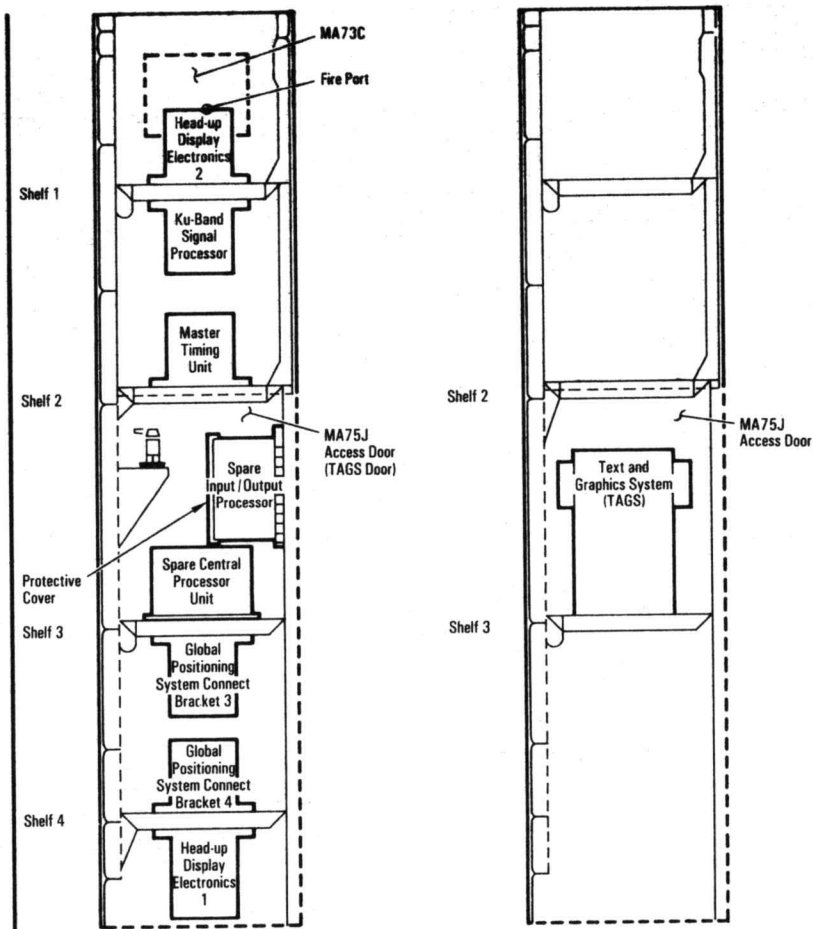 MA73C
Fire Port
Head-up
Display
Electronics
2
Shelf 1
Ku-Band
Signal
Processor
Master
Timing
Unit
Shelf 2
MA75J
Access Door
(TAGS Door)
Spare
Input / Output
Processor
Protective
Cover
Spare Central
Processor
Unit
Shelf 3
Global
Positioning
System Connect
Bracket 3
Global
Positioning
System Connect
Bracket 4
Shelf 4
Head-up
Display
Electronics
1
Shelf 2
MA75J
Access Door
Text and
Graphics System
(TAGS)
Shelf 3